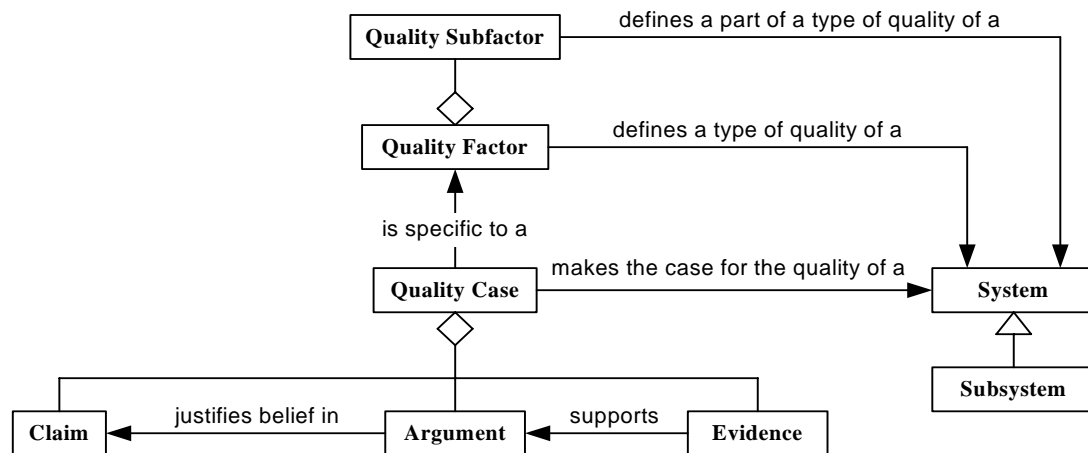 defines a part of a type of quality of a
Quality Subfactor
defines a type of quality of a
Quality Factor
is specific to a
makes the case for the quality of a
Quality Case
System
Subsystem
justifies belief in
supports
Claim
Argument
Evidence